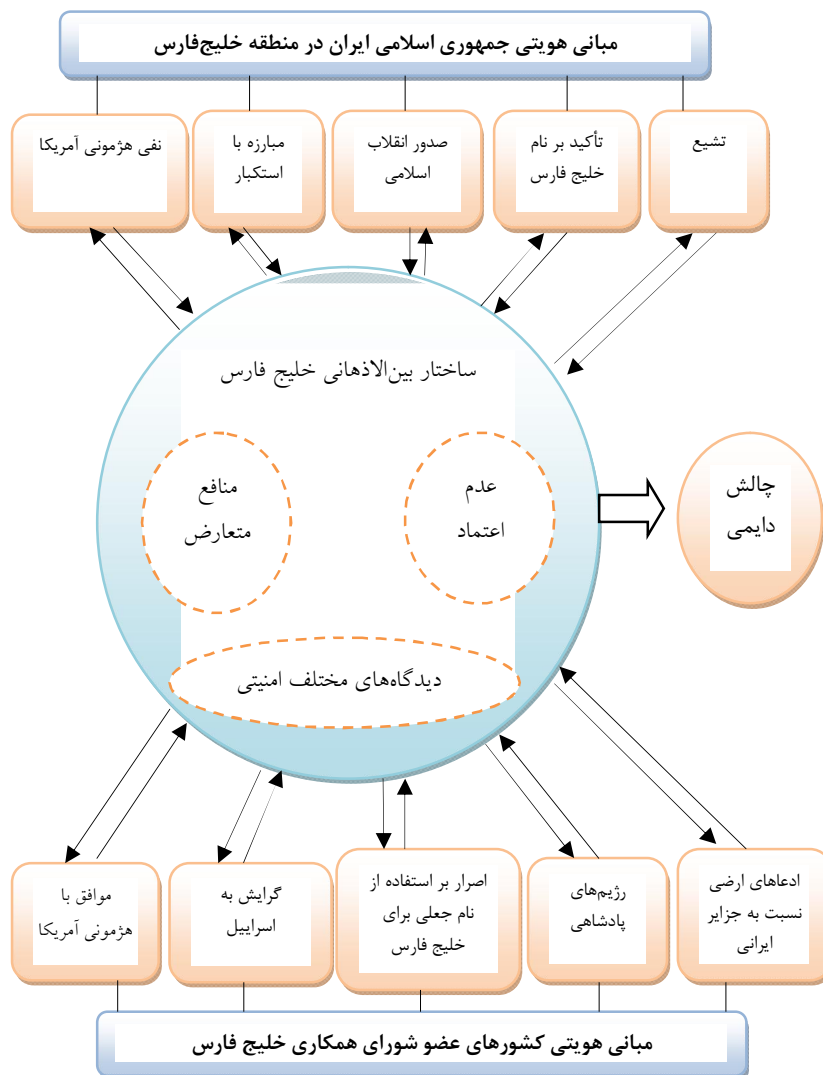 مبانی هویتی جمهوری اسلامی ایران در منطقه خلیج‌فارس
تشیع
تأکید بر نام
خلیج فارس
صدور انقلاب
اسلامی
مبارزه با
استکبار
نفی هژمونی آمریکا
ساختار بین‌الاذهانی خلیج فارس
عدم
اعتماد
منافع
متعارض
دیدگاه‌های مختلف امنیتی
چالش
دایمی
ادعاهای ارضی
نسبت به جزایر
ایرانی
رژیم‌های
پادشاهی
اصرار بر استفاده از
نام جعلی برای
خلیج فارس
گرایش به
اسراییل
موافق با
هژمونی آمریکا
مبانی هویتی کشورهای عضو شورای همکاری خلیج فارس